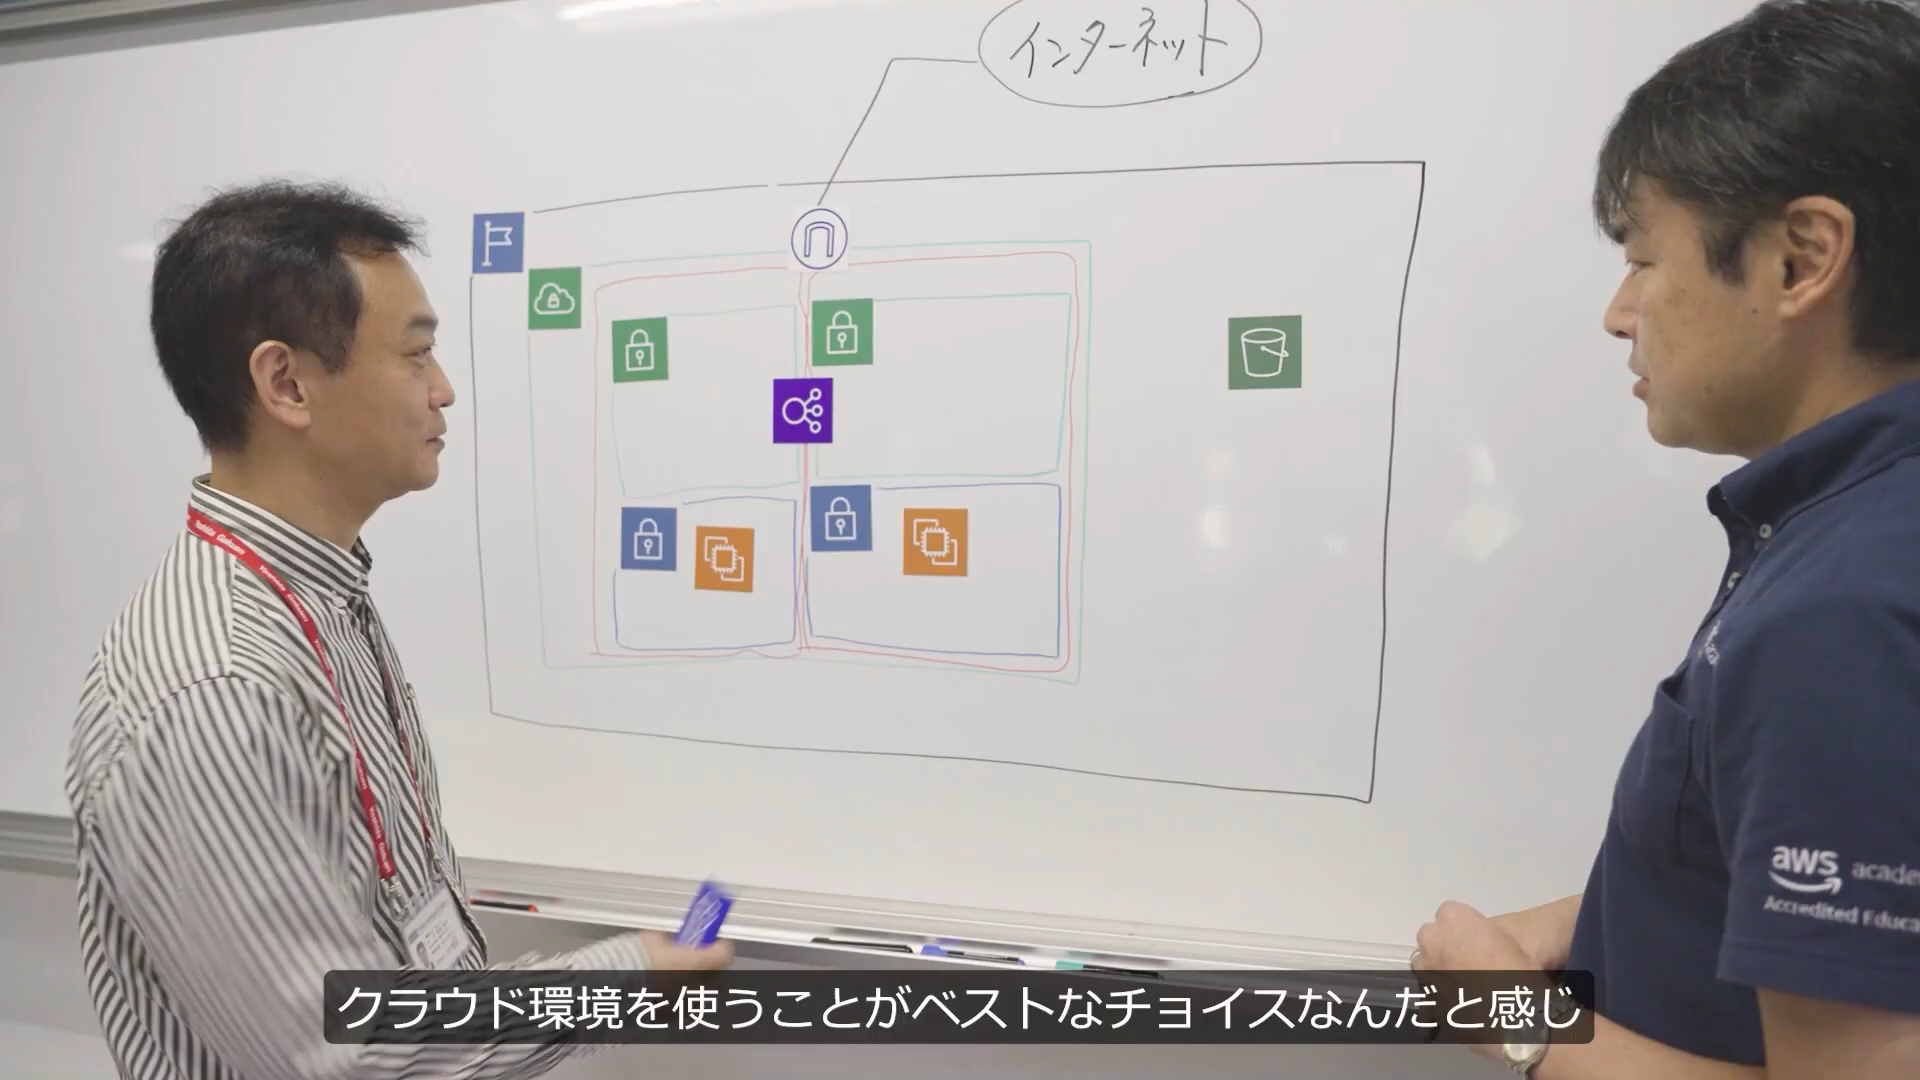 インターネット
aws acade
Accredited Educa
クラウド環境を使うことがベストなチョイスなんだと感じ